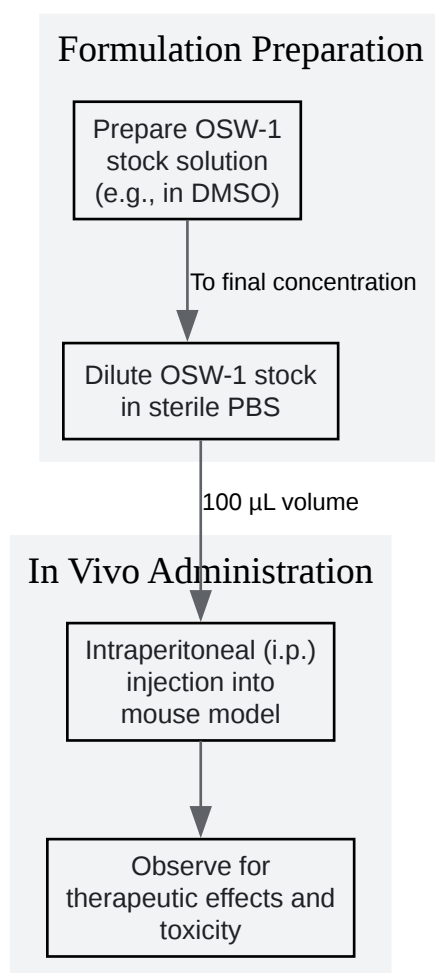 Formulation Preparation
Prepare OSW-1
stock solution
(e.g., in DMSO)
To final concentration
Dilute OSW-1 stock
in sterile PBS
100 µL volume
In Vivo Administration
Intraperitoneal (i.p.)
injection into
mouse model
Observe for
therapeutic effects and
toxicity